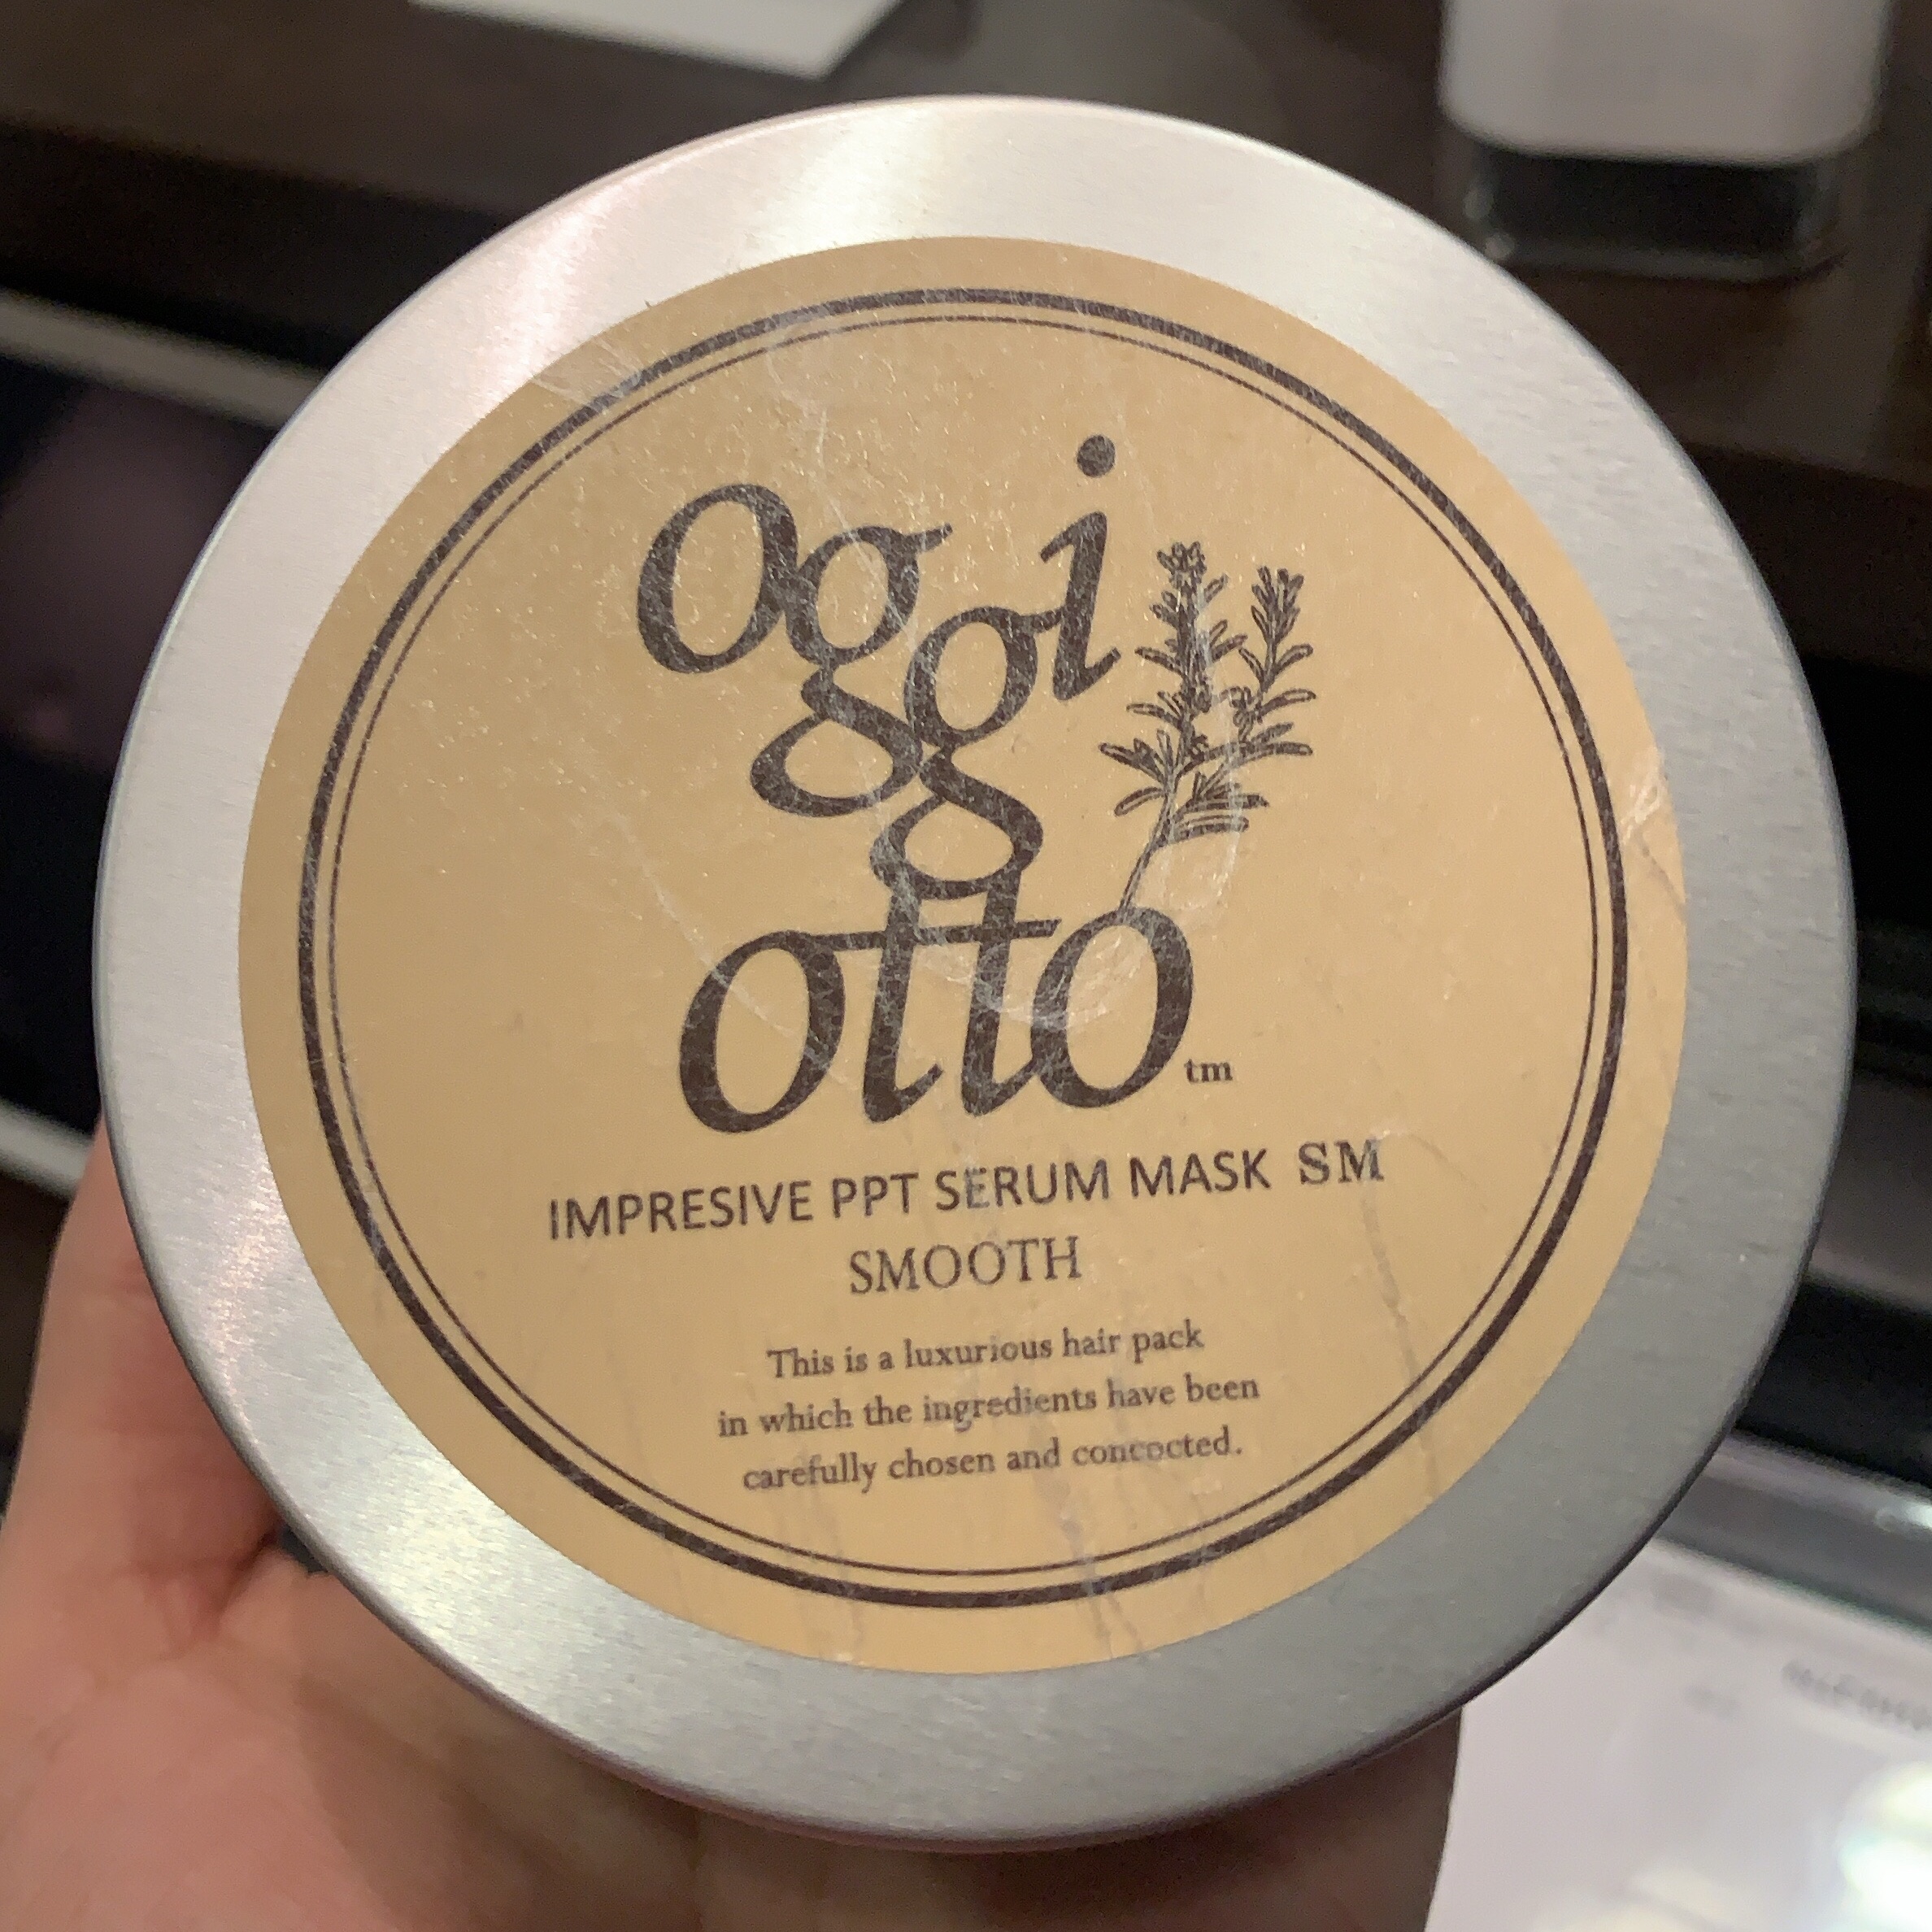 oggi
otto
tm
IMPRESIVE PPT SERUM MASK SM
SMOOTH
This is a luxurious hair pack
in which the ingredients have been
carefully chosen and concocted.